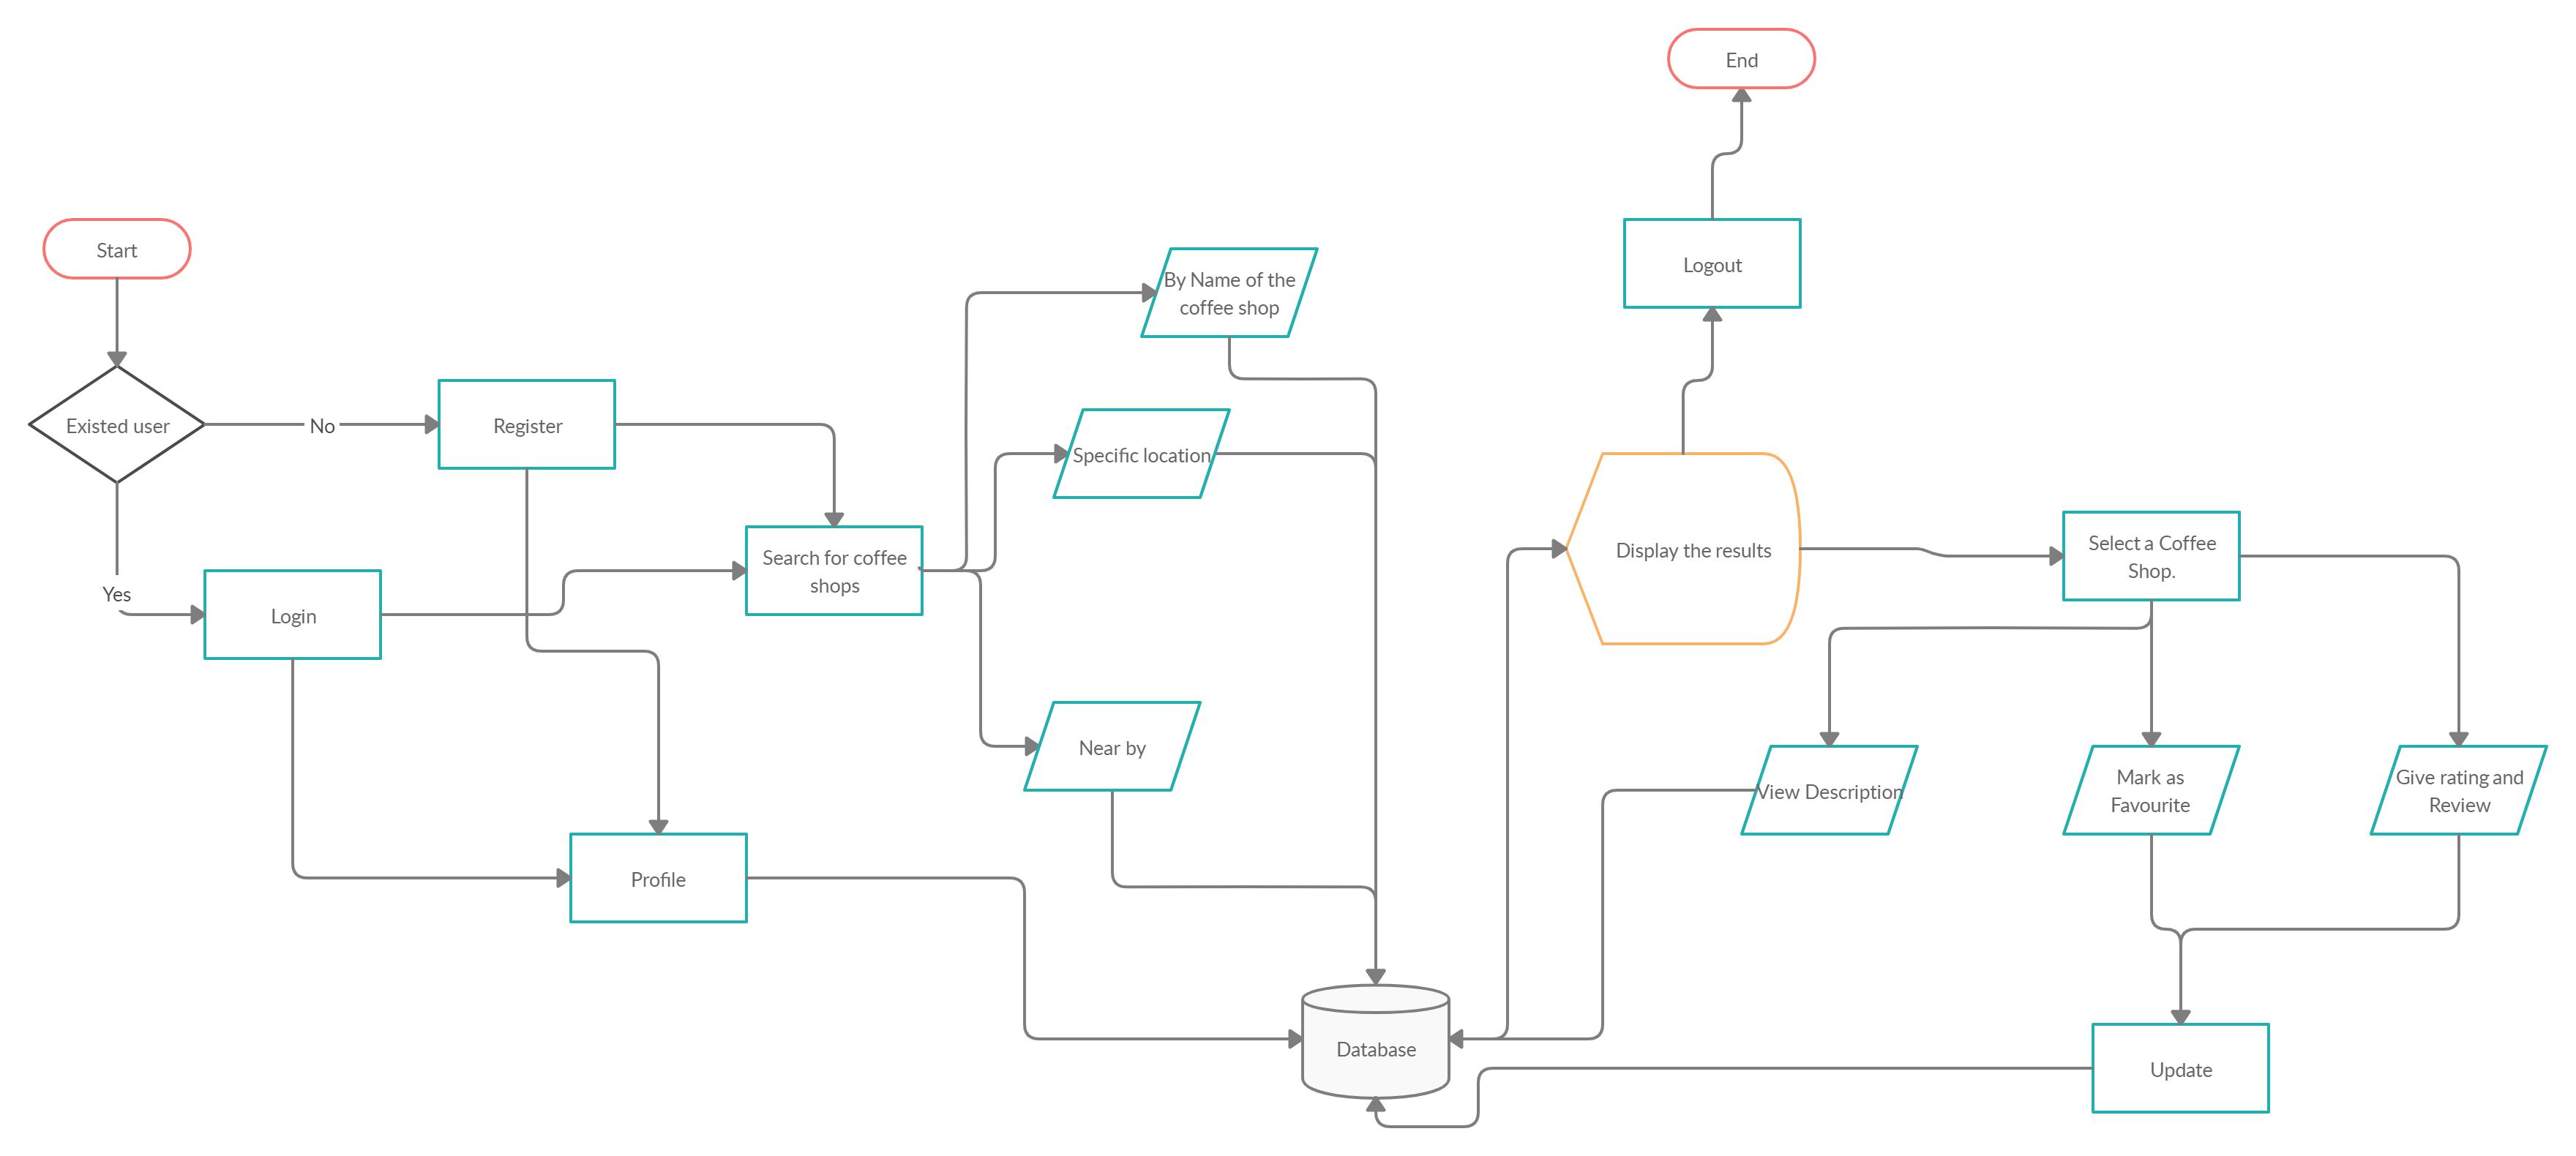 End
Start
Logout
By Name of the
coffee shop
Existed user
No
Register
Specific location
Search for coffee
shops
Display the results
Select a Coffee
Shop.
Yes
Login
Near by
View Description
Mark as
Favourite
Give rating and
Review
Profile
Database
Update